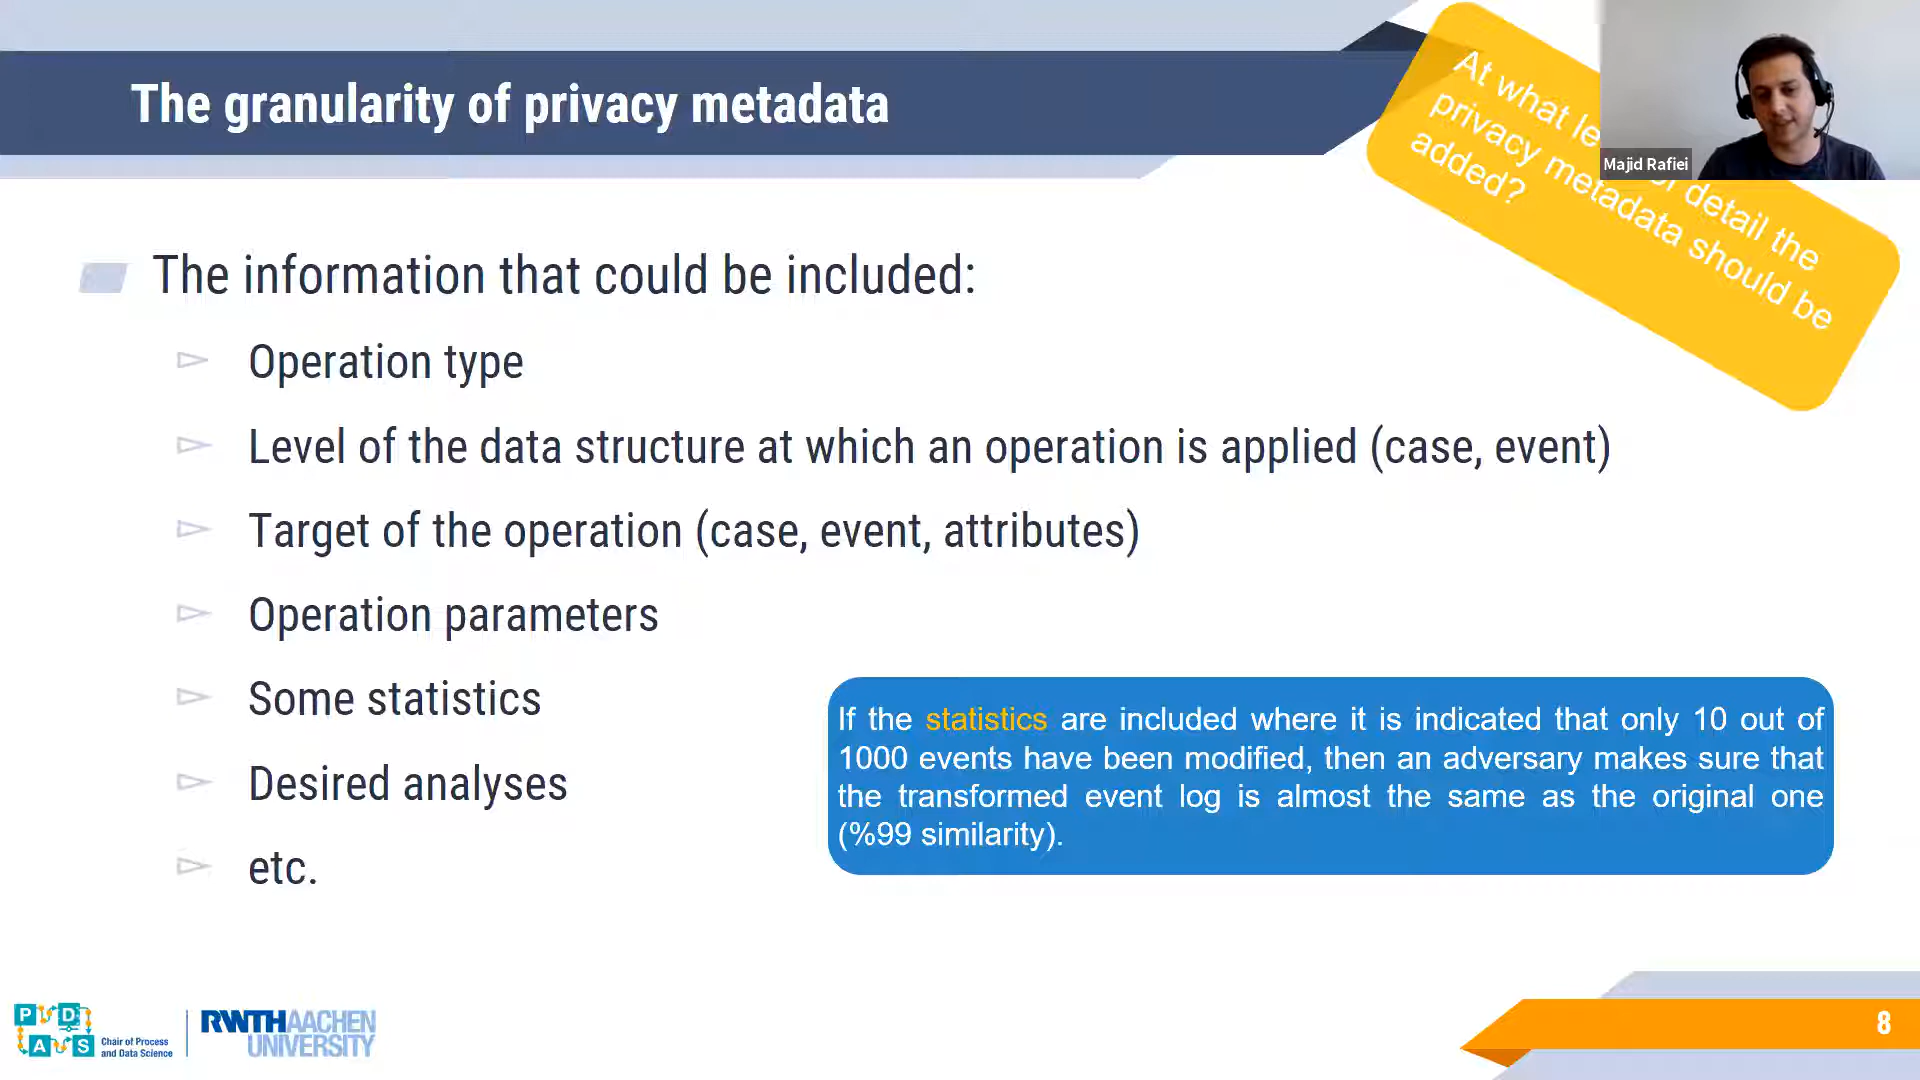 The granularity of privacy metadata
At what le
privacy metadata should be
added?
detail the
Majid Rafiei
The information that could be included:
Operation type
Level of the data structure at which an operation is applied (case, event)
Target of the operation (case, event, attributes)
Operation parameters
Some statistics
Desired analyses
etc.
If the statistics are included where it is indicated that only 10 out of
1000 events have been modified, then an adversary makes sure that
the transformed event log is almost the same as the original one
(%99 similarity).
P D
A S
Chair of Process
and Data Science
RWTHAACHEN
UNIVERSITY
8